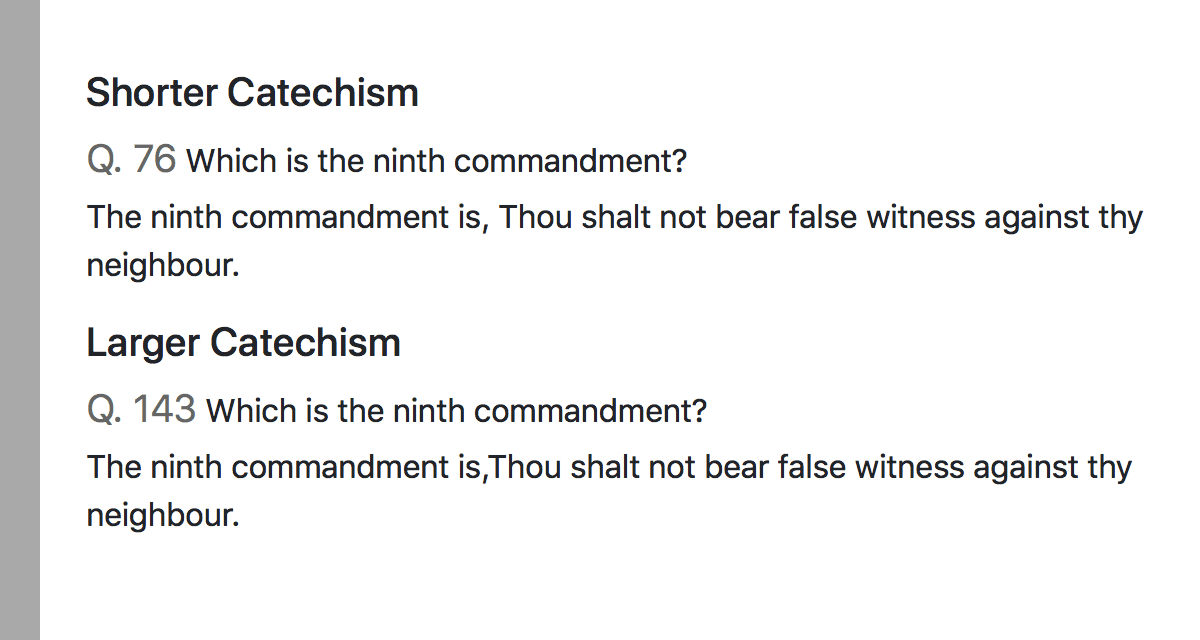 Shorter Catechism
Q. 76 Which is the ninth commandment?
The ninth commandment is, Thou shalt not bear false witness against thy
neighbour.
Larger Catechism
Q. 143 Which is the ninth commandment?
The ninth commandment is,Thou shalt not bear false witness against thy
neighbour.